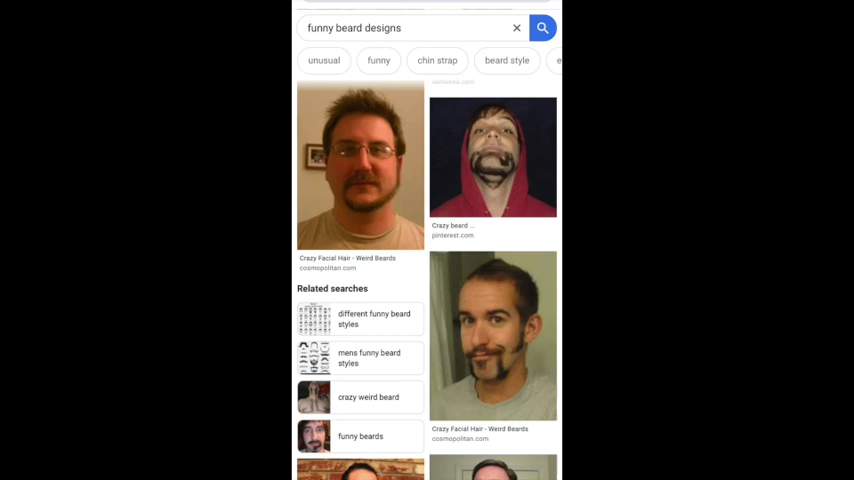 funny beard designs
unusual
funny
chin strap
beard style
demilked.com
Crazy beard ...
pinterest.com
Crazy Facial Hair - Weird Beards
cosmopolitan.com
Related searches
different funny beard
styles
mens funny beard
styles
crazy weird beard
funny beards
Crazy Facial Hair - Weird Beards
cosmopolitan.com